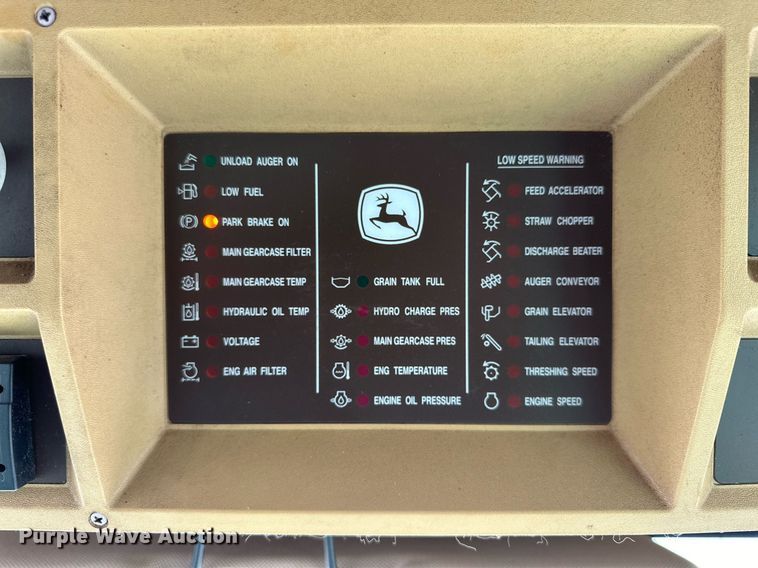 UNLOAD AUGER ON
LOW FUEL
P
PARK BRAKE ON
MAIN GEARCASE FILTER
MAIN GEARCASE TEMP
HYDRAULIC OIL TEMP
VOLTAGE
ENG AIR FILTER
GRAIN TANK FULL
HYDRO CHARGE PRES
MAIN GEARCASE PRES
ENG TEMPERATURE
ENGINE OIL PRESSURE
LOW SPEED WARNING
FEED ACCELERATOR
STRAW CHOPPER
DISCHARGE BEATER
AUGER CONVEYOR
GRAIN ELEVATOR
TAILING ELEVATOR
THRESHING SPEED
ENGINE SPEED
Purple Wave Auction